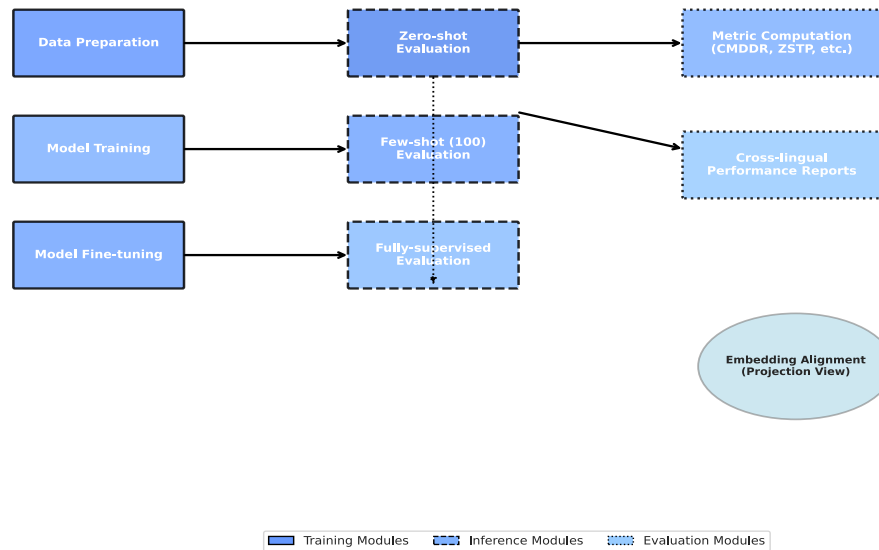 Data Preparation
Zero-shot
Evaluation
Metric Computation
(CMDDR, ZSTP, etc.)
Model Training
Few-shot (100)
Evaluation
Cross-lingual
Performance Reports
Model Fine-tuning
Fully-supervised
Evaluation
Embedding Alignment
(Projection View)
Training Modules
Inference Modules
Evaluation Modules